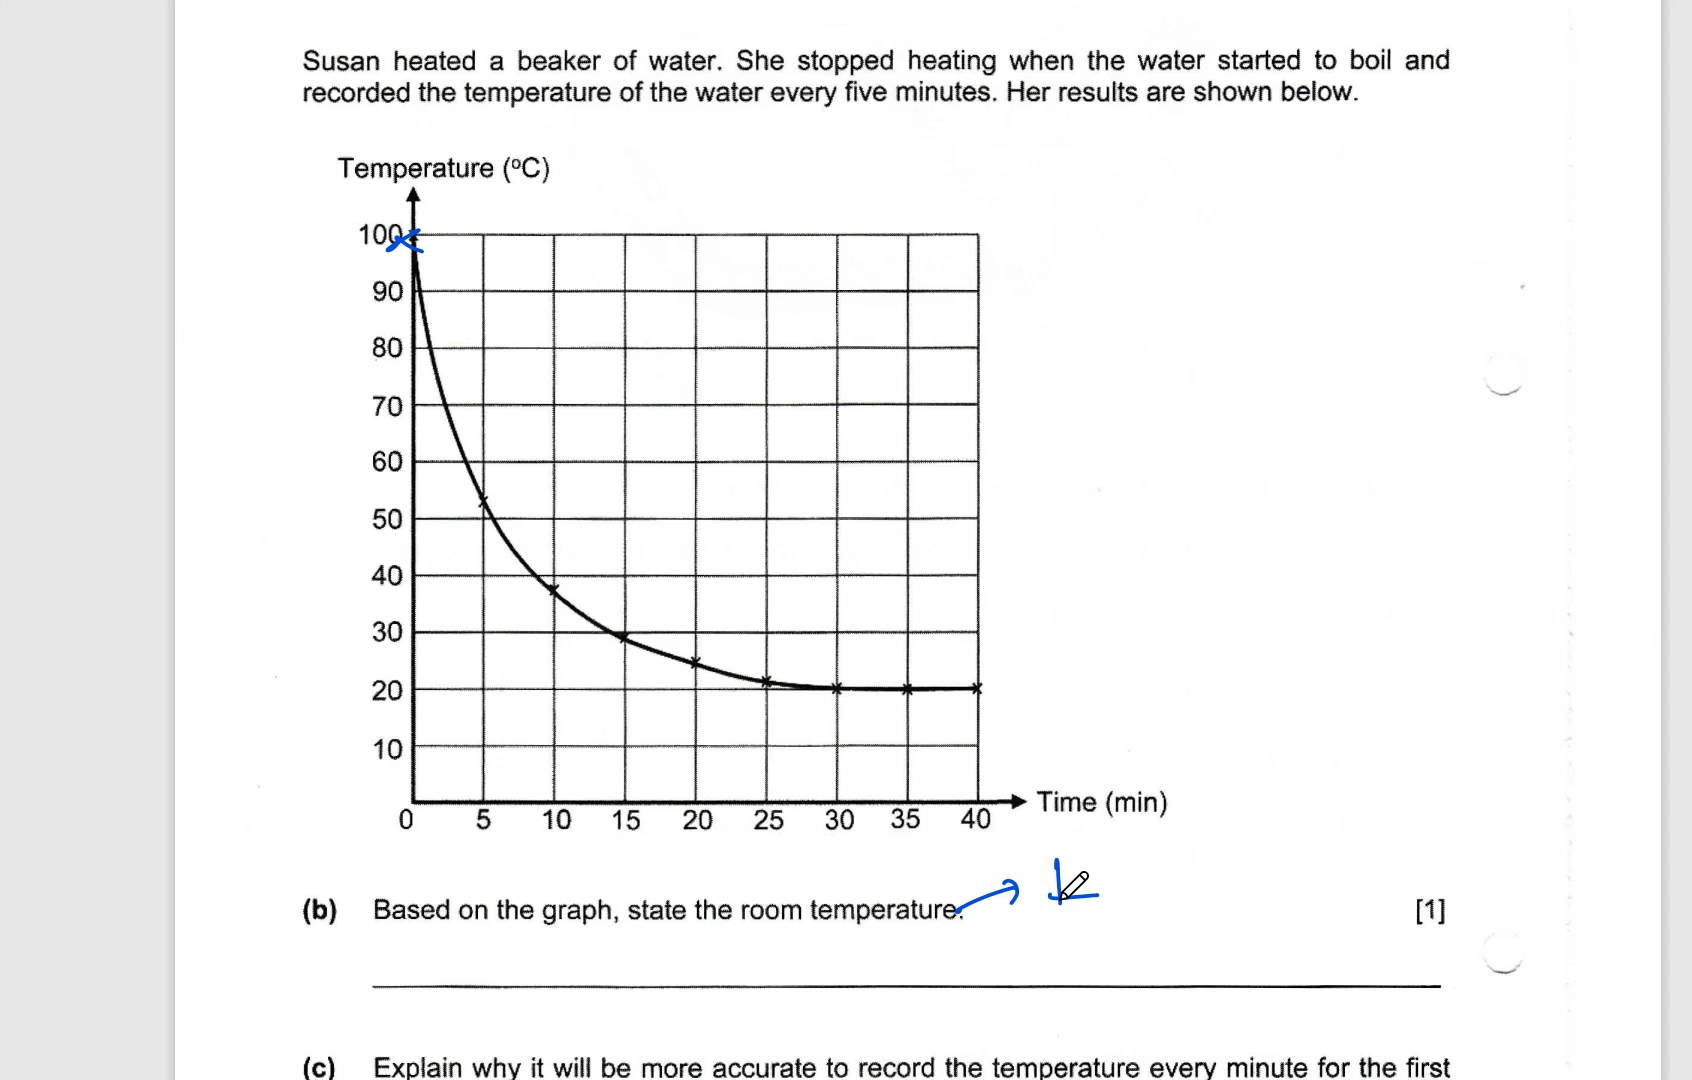 Susan heated a beaker of water. She stopped heating when the water started to boil and
recorded the temperature of the water every five minutes. Her results are shown below.
Temperature (°C)
100
90
80
70
60
50
40
30
20
10
0 5 10 15 20 25 30 35 40
Time (min)
(b) Based on the graph, state the room temperature. [1]
(c) Explain why it will be more accurate to record the temperature every minute for the first